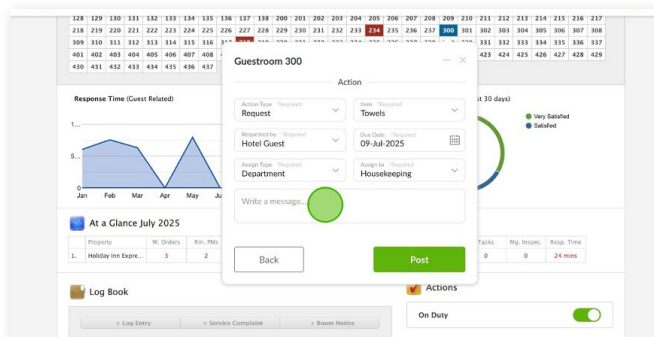 128 129 130 131 132 133 134 135 136 137 138 200 201 202 203 204 205 206 207 208 209 210 211 212 213 214 215 216 217
218 219 220 221 222 223 224 225 226 227 228 229 230 231 232 233 234 235 236 237 300 301 302 303 304 305 306 307 308
309 310 311 312 313 314 315 316 331 332 333 334 335 336 337
401 402 403 404 405 406 407 408 423 424 425 426 427 428 429
430 431 432 433 434 435 436 437
Guestroom 300
Action
Response Time (Guest Related)
st 30 days)
Action Type *Required
Request
Item *Required
Towels
Very Satisfied
Satisfied
1...
Requested by *Required
Hotel Guest
Due Date *Required
09-Jul-2025
5...
Assign Type *Required
Department
Assign to *Required
Housekeeping
0
Jan Feb Mar Apr May Ju
Write a message...
At a Glance July 2025
Property W. Orders Rm. PMs Tasks Mg. Inspec. Resp. Time
1. Holiday Inn Expre... 3 2 0 0 24 mins
Back
Post
Log Book
Actions
+ Log Entry + Service Complaint + Room Notice
On Duty